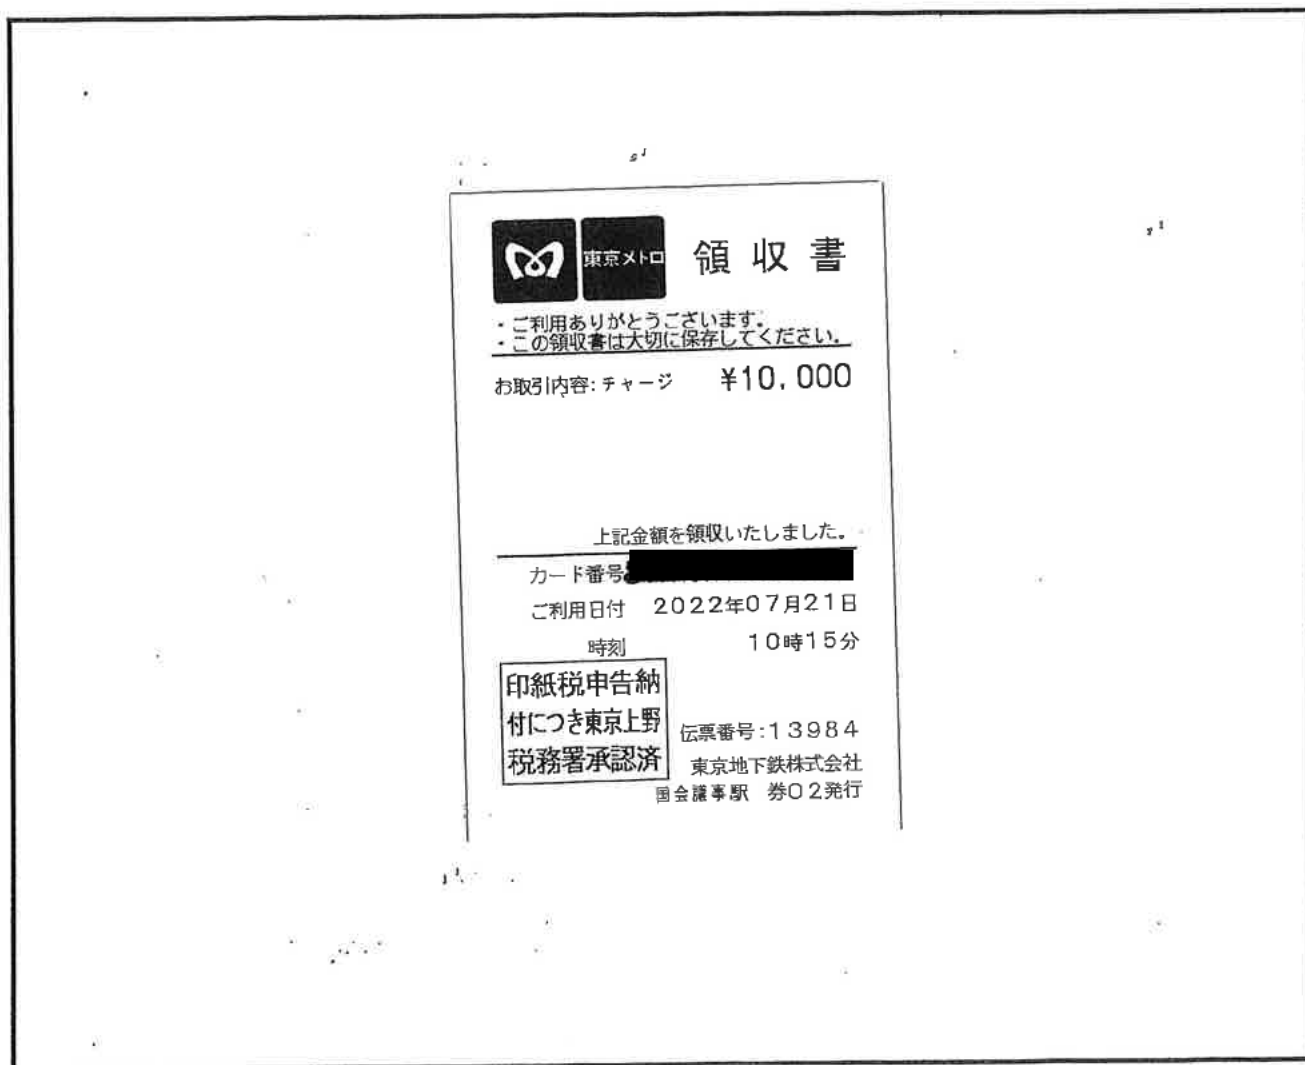 東京メトロ 領収書
・ご利用ありがとうございます。
・この領収書は大切に保存してください。
お取引内容:チャージ ¥10,000
上記金額を領収いたしました。
カード番号
ご利用日付 2022年07月21日
時刻 10時15分
印紙税申告納
付につき東京上野
税務署承認済
伝票番号:13984
東京地下鉄株式会社
国会議事駅 券02発行